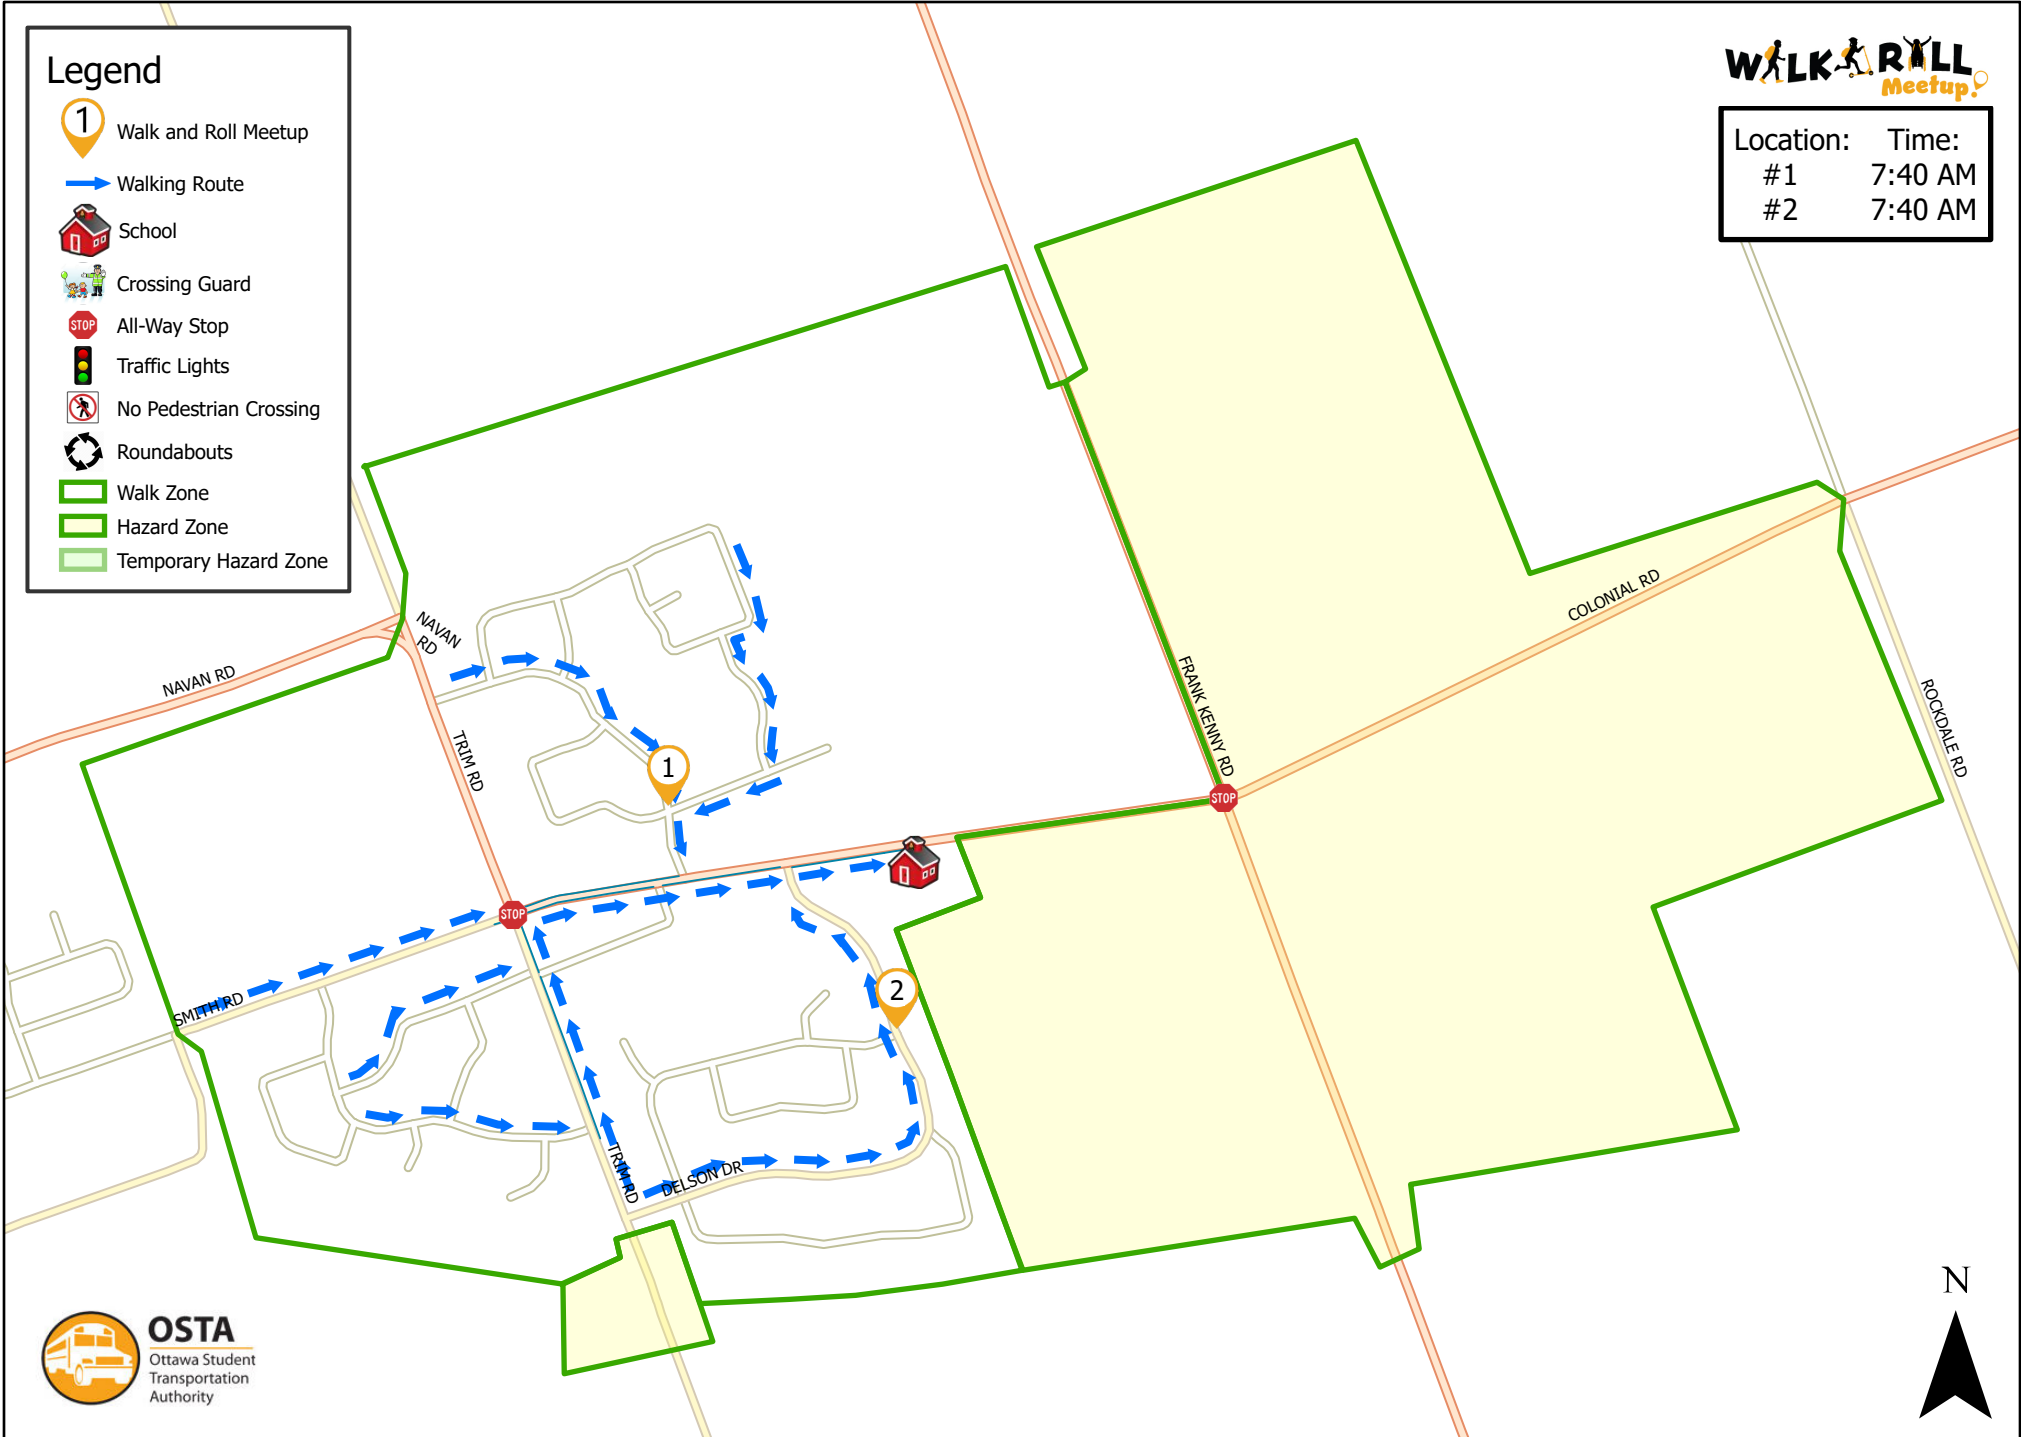 Legend
1
Walk and Roll Meetup
Walking Route
School
Crossing Guard
STOP
All-Way Stop
Traffic Lights
No Pedestrian Crossing
Roundabouts
Walk Zone
Hazard Zone
Temporary Hazard Zone
WALK & ROLL
Meetup!
Location: Time:
#1 7:40 AM
#2 7:40 AM
NAVAN RD
NAVAN
RD
TRIM RD
1
FRANK KENNY RD
COLONIAL RD
ROCKDALE RD
STOP
STOP
SMITH RD
2
TRIM RD
DELSON DR
OSTA
Ottawa Student
Transportation
Authority
N